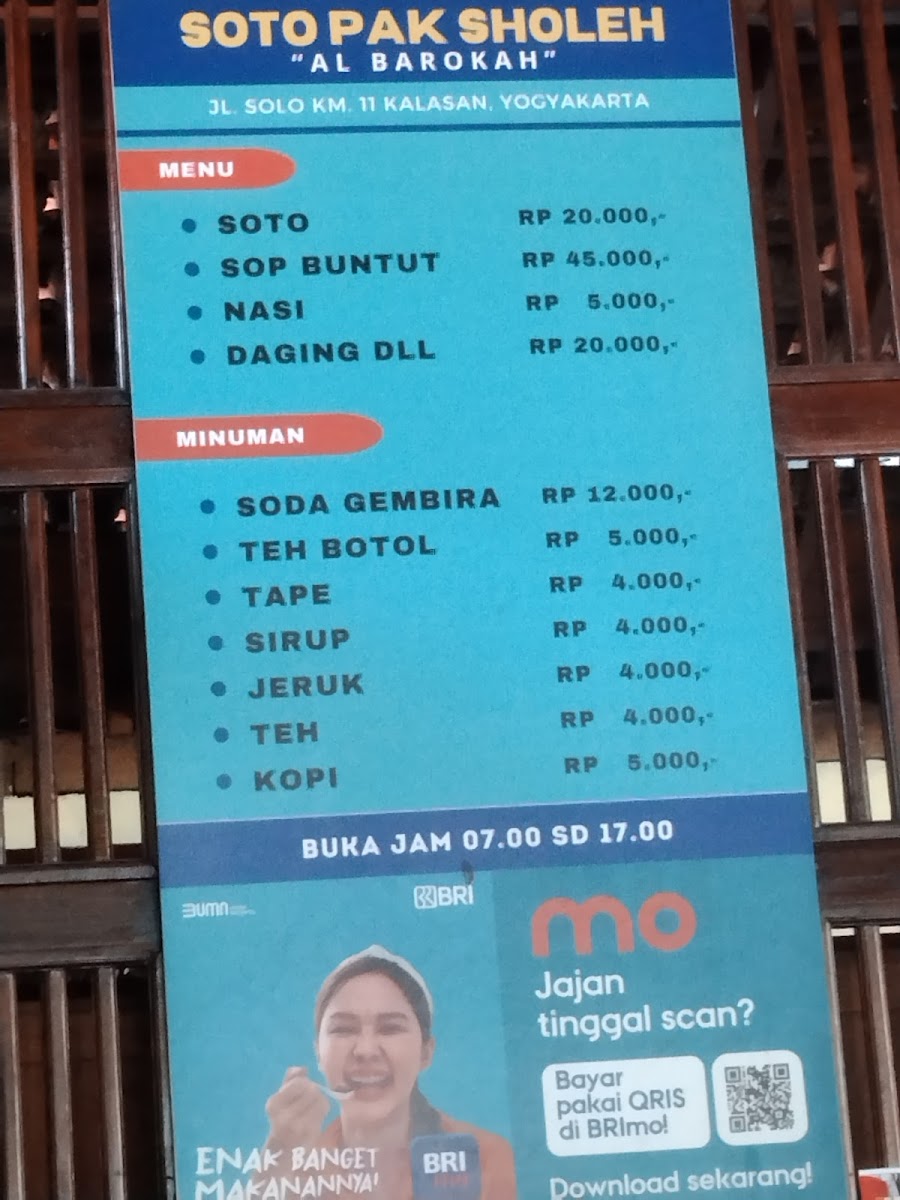 SOTO PAK SHOLEH
"AL BAROKAH"
JL. SOLO KM. 11 KALASAN, YOGYAKARTA
MENU
• SOTO RP 20.000,-
• SOP BUNTUT RP 45.000,-
• NASI RP 5.000,-
• DAGING DLL RP 20.000,-
MINUMAN
• SODA GEMBIRA RP 12.000,-
• TEH BOTOL RP 5.000,-
• TAPE RP 4.000,-
• SIRUP RP 4.000,-
• JERUK RP 4.000,-
• TEH RP 4.000,-
• KOPI RP 5.000,-
BUKA JAM 07.00 SD 17.00
BUMN
BRI
mo
Jajan
tinggal scan?
Bayar
pakai QRIS
di BRImo!
ENAK BANGET
MAKANANNYA!
BRI
Download sekarang!